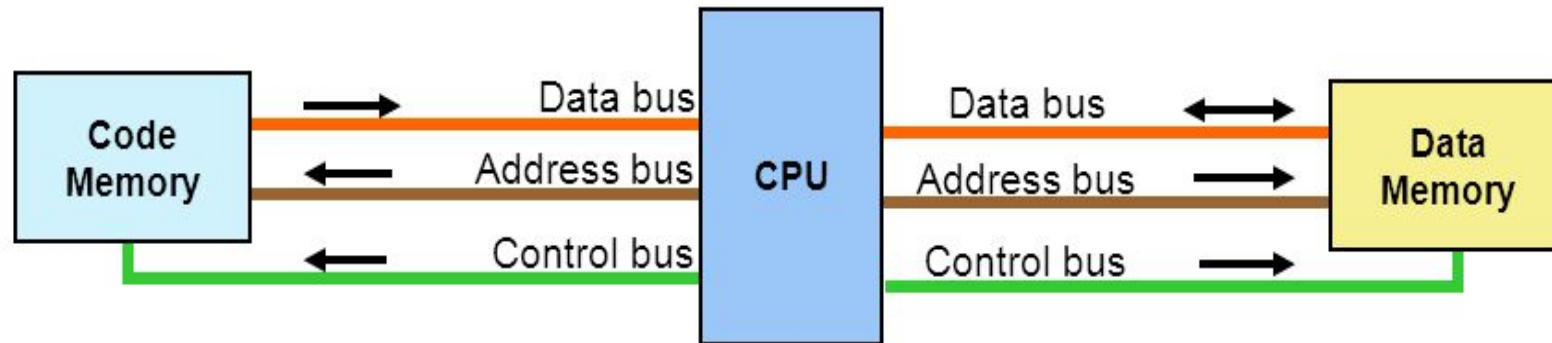 Code
Memory
Data bus
Address bus
Control bus
CPU
Data bus
Address bus
Control bus
Data
Memory